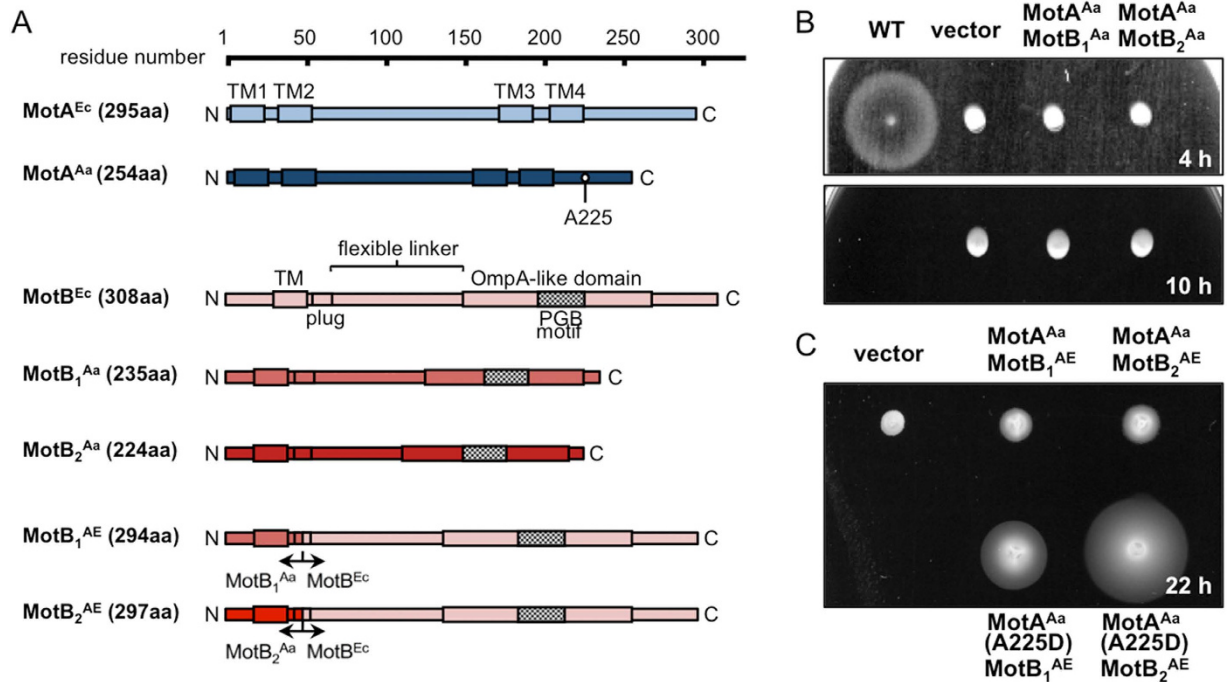 A
residue number
1 50 100 150 200 250 300
TM1 TM2 TM3 TM4
MotA^Ec (295aa) N C
MotA^Aa (254aa) N C
A225
flexible linker
TM OmpA-like domain
MotB^Ec (308aa) N C
plug PGB
motif
MotB₁^Aa (235aa) N C
MotB₂^Aa (224aa) N C
MotB₁^AE (294aa) N C
MotB₁^Aa MotB^Ec
MotB₂^AE (297aa) N C
MotB₂^Aa MotB^Ec
B
WT vector MotA^Aa MotA^Aa
MotB₁^Aa MotB₂^Aa
4 h
10 h
C
vector MotA^Aa MotA^Aa
MotB₁^AE MotB₂^AE
22 h
MotA^Aa MotA^Aa
(A225D) (A225D)
MotB₁^AE MotB₂^AE